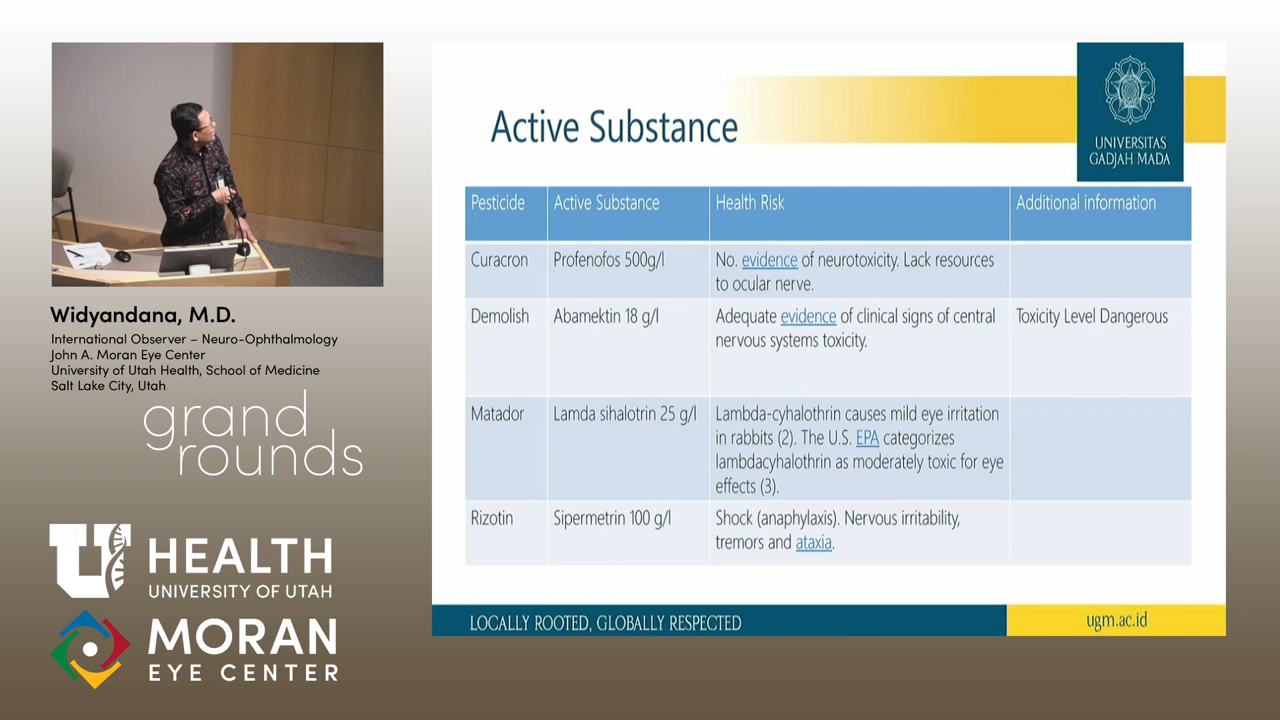 Widyandana, M.D.
International Observer – Neuro-Ophthalmology
John A. Moran Eye Center
University of Utah Health, School of Medicine
Salt Lake City, Utah
grand
rounds
U HEALTH
UNIVERSITY OF UTAH
MORAN
EYE CENTER
Active Substance
UNIVERSITAS
GADJAH MADA
Pesticide Active Substance Health Risk Additional information
Curacron Profenofos 500g/l No. evidence of neurotoxicity. Lack resources
to ocular nerve.
Demolish Abamektin 18 g/l Adequate evidence of clinical signs of central Toxicity Level Dangerous
nervous systems toxicity.
Matador Lamda sihalotrin 25 g/l Lambda-cyhalothrin causes mild eye irritation
in rabbits (2). The U.S. EPA categorizes
lambdacyhalothrin as moderately toxic for eye
effects (3).
Rizotin Sipermetrin 100 g/l Shock (anaphylaxis). Nervous irritability,
tremors and ataxia.
LOCALLY ROOTED, GLOBALLY RESPECTED
ugm.ac.id